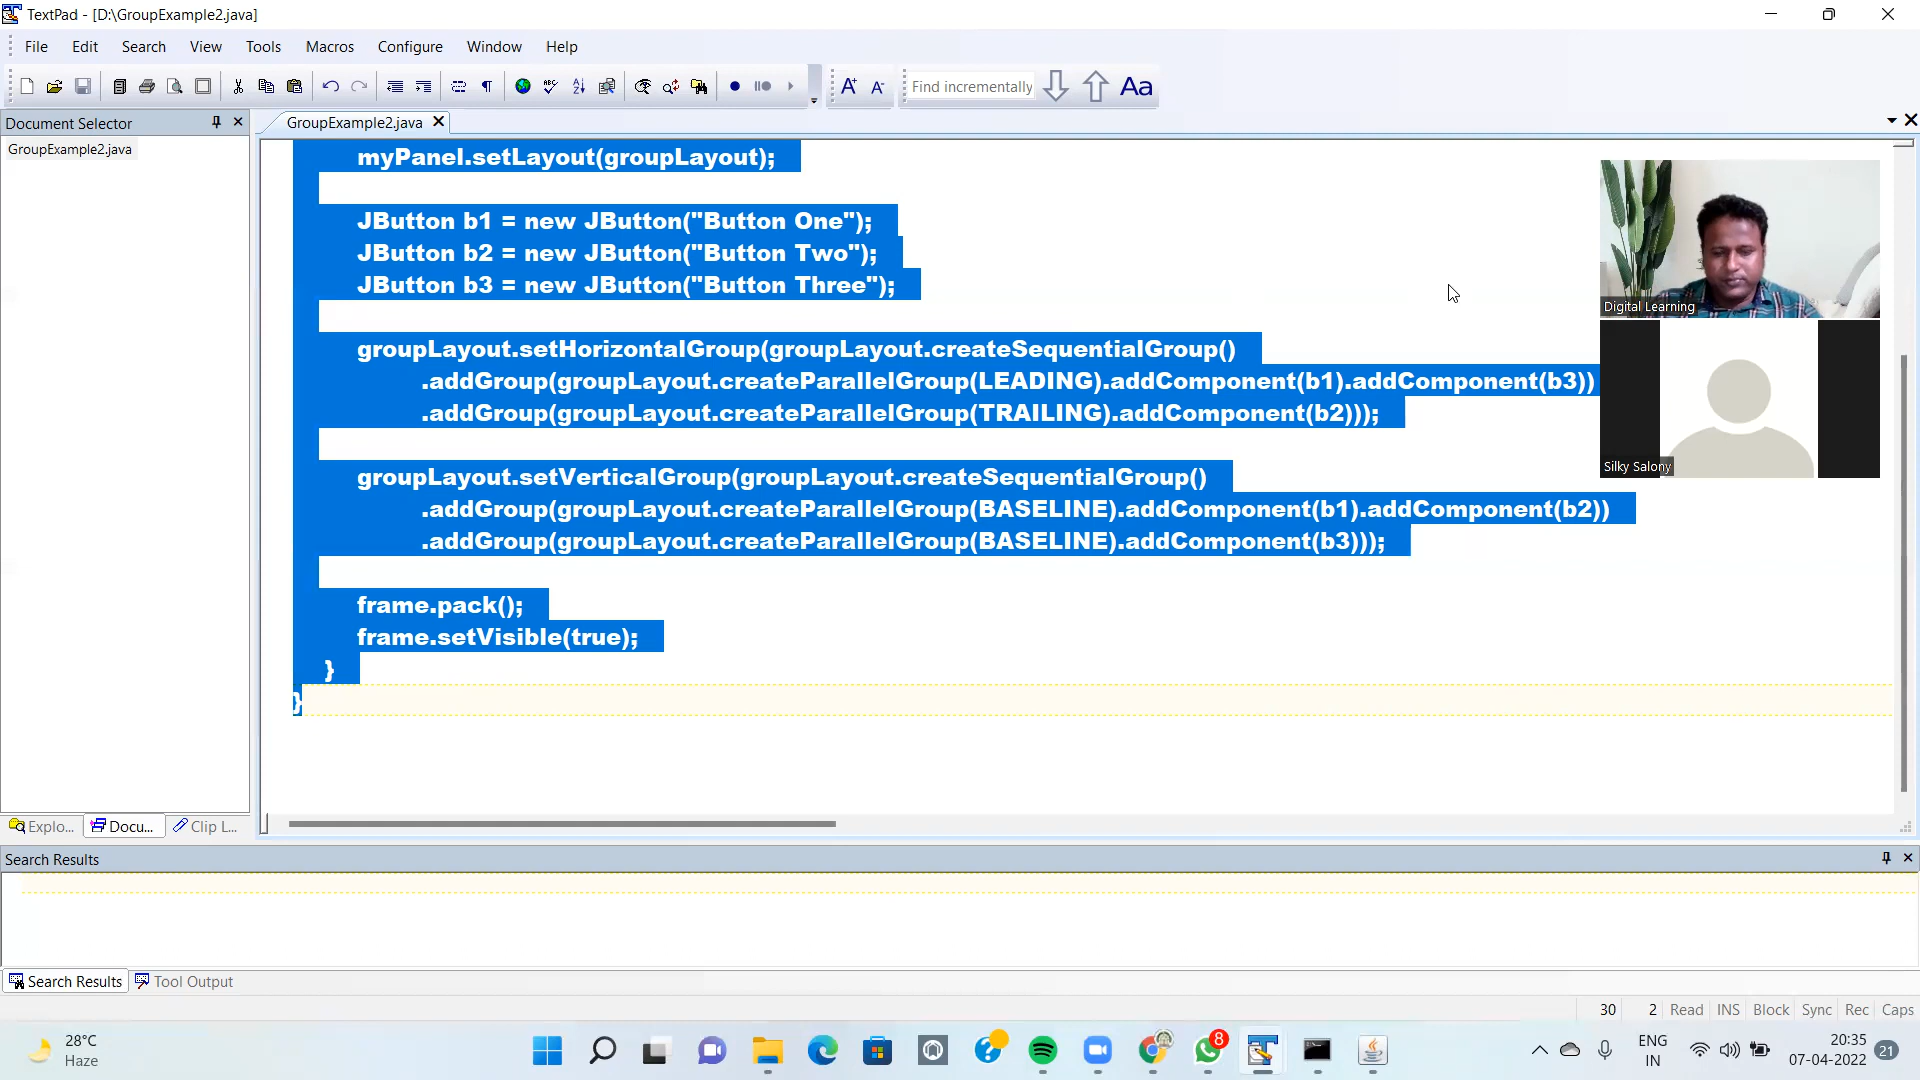 TextPad - [D:\GroupExample2.java]
File Edit Search View Tools Macros Configure Window Help
Find incrementally
Document Selector
GroupExample2.java
GroupExample2.java
myPanel.setLayout(groupLayout);
JButton b1 = new JButton("Button One");
JButton b2 = new JButton("Button Two");
JButton b3 = new JButton("Button Three");
groupLayout.setHorizontalGroup(groupLayout.createSequentialGroup()
.addGroup(groupLayout.createParallelGroup(LEADING).addComponent(b1).addComponent(b3))
.addGroup(groupLayout.createParallelGroup(TRAILING).addComponent(b2)));
groupLayout.setVerticalGroup(groupLayout.createSequentialGroup()
.addGroup(groupLayout.createParallelGroup(BASELINE).addComponent(b1).addComponent(b2))
.addGroup(groupLayout.createParallelGroup(BASELINE).addComponent(b3)));
frame.pack();
frame.setVisible(true);
}
}
Digital Learning
Silky Salony
Explo... Docu... Clip L...
Search Results
Search Results Tool Output
30 2 Read INS Block Sync Rec Caps
28°C
Haze
8
ENG
IN
20:35
07-04-2022
21